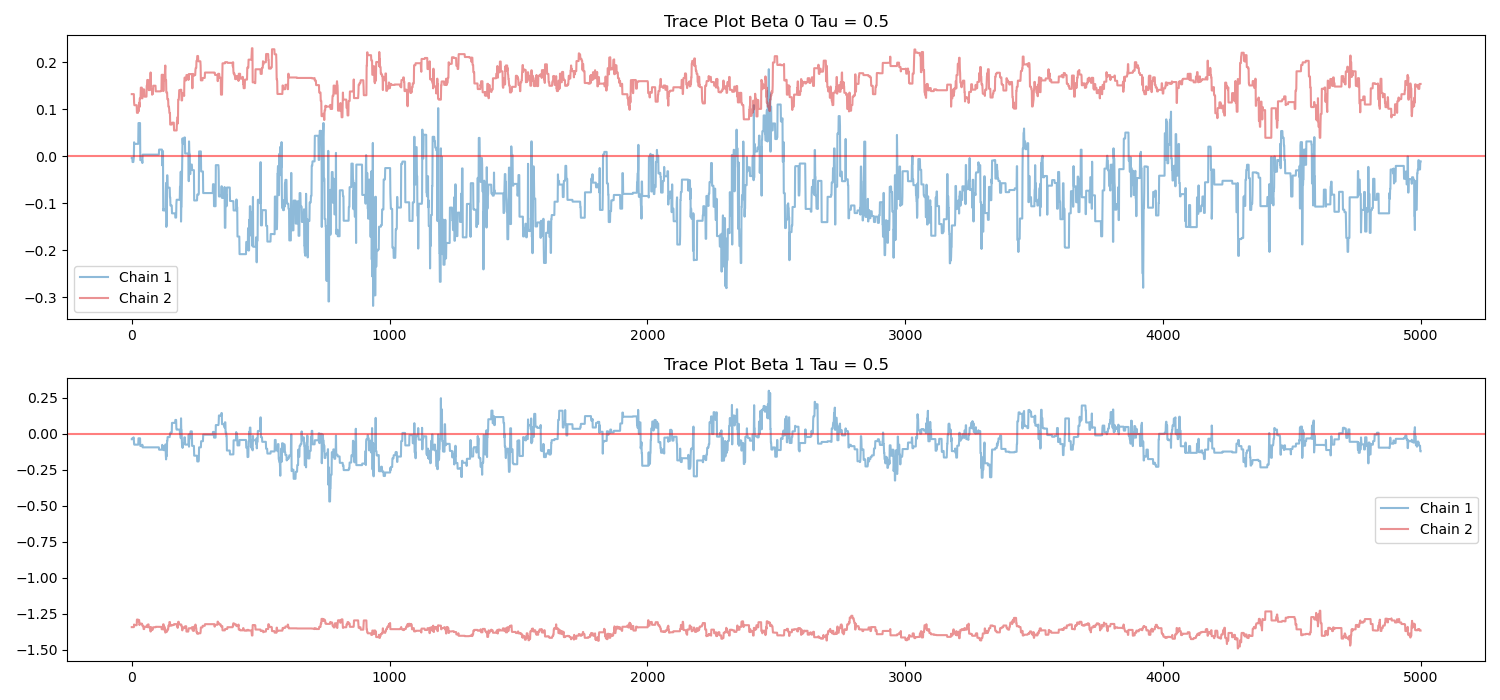 Trace Plot Beta 0 Tau = 0.5
0.2
0.1
0.0
−0.1
−0.2
−0.3
Chain 1
Chain 2
0 1000 2000 3000 4000 5000
Trace Plot Beta 1 Tau = 0.5
0.25
0.00
−0.25
−0.50
−0.75
−1.00
−1.25
−1.50
Chain 1
Chain 2
0 1000 2000 3000 4000 5000